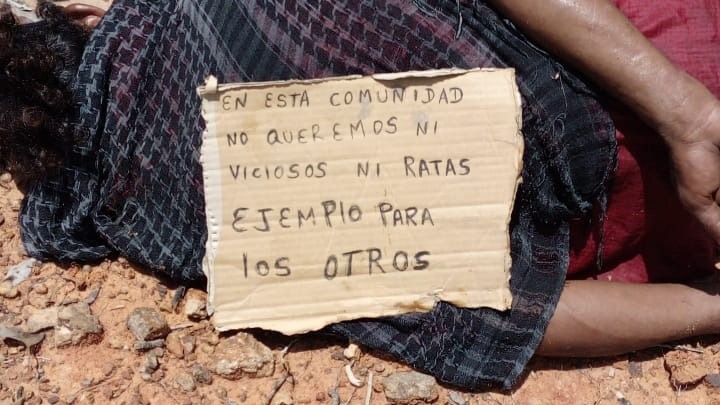 EN ESTA COMUNIDAD
NO QUEREMOS NI
VICIOSOS NI RATAS
EJEMPLO PARA
los OTROS